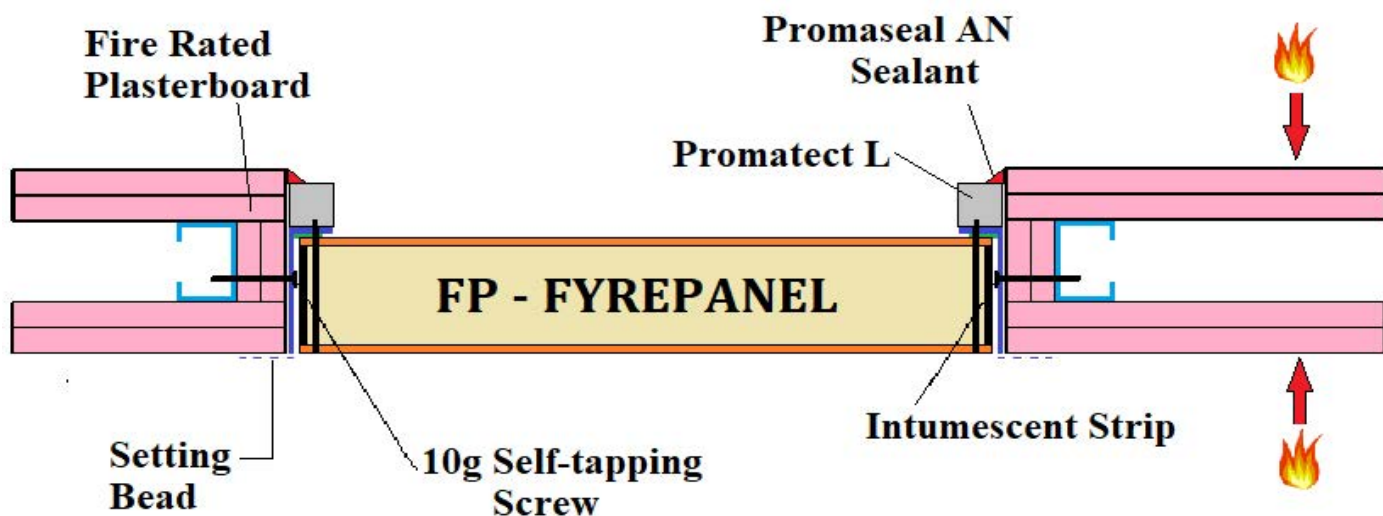 Fire Rated
Plasterboard
Promaseal AN
Sealant
Promatect L
FP - FYREPANEL
Setting
Bead
10g Self-tapping
Screw
Intumescent Strip